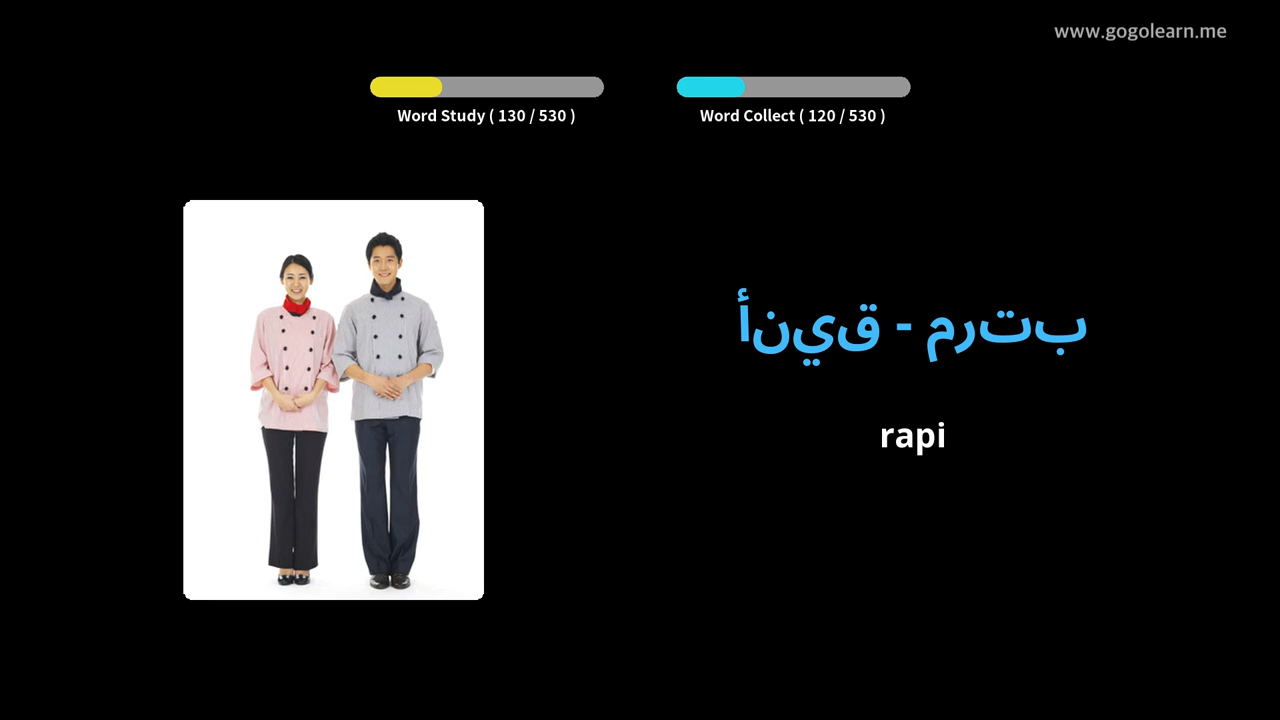 www.gogolearn.me
Word Study ( 130 / 530 )
Word Collect ( 120 / 530 )
أنيق - مرتب
rapi